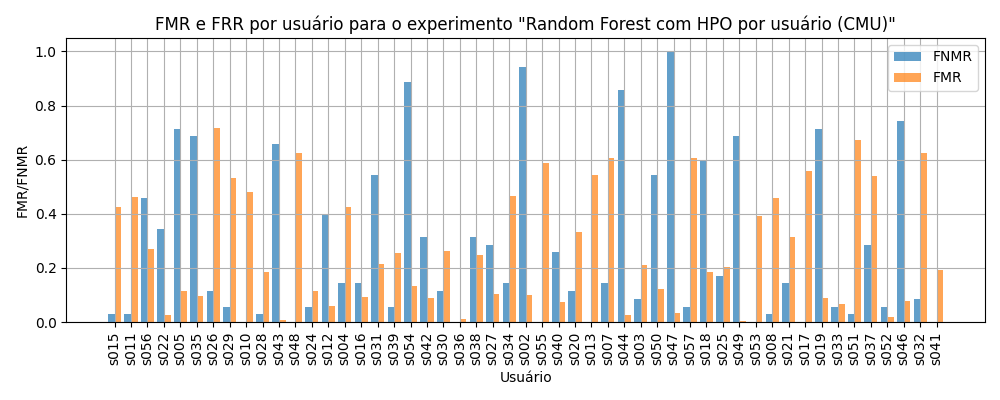 FMR e FRR por usuário para o experimento "Random Forest com HPO por usuário (CMU)"
FNMR
FMR
1.0
0.8
0.6
0.4
0.2
0.0
FMR/FNMR
s015 s011 s056 s022 s005 s035 s026 s029 s010 s028 s043 s048 s024 s012 s004 s016 s031 s039 s054 s042 s030 s036 s038 s027 s034 s002 s055 s040 s020 s013 s007 s044 s003 s050 s047 s057 s018 s025 s049 s053 s008 s021 s017 s019 s033 s051 s037 s052 s046 s032 s041
Usuário